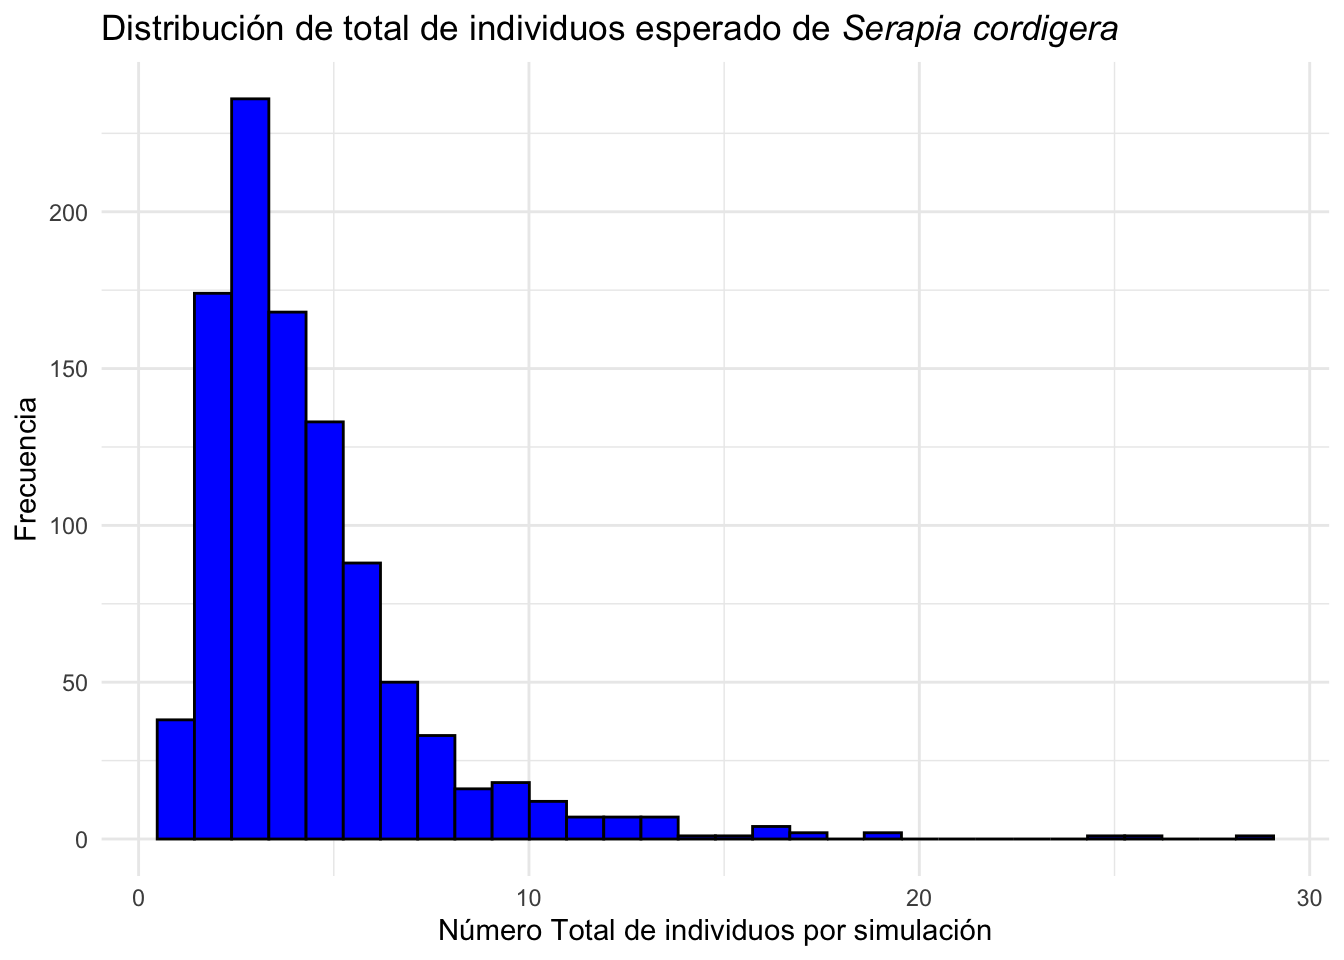 Distribución de total de individuos esperado de Serapia cordigera
Frecuencia
200
150
100
50
0
0 10 20 30
Número Total de individuos por simulación